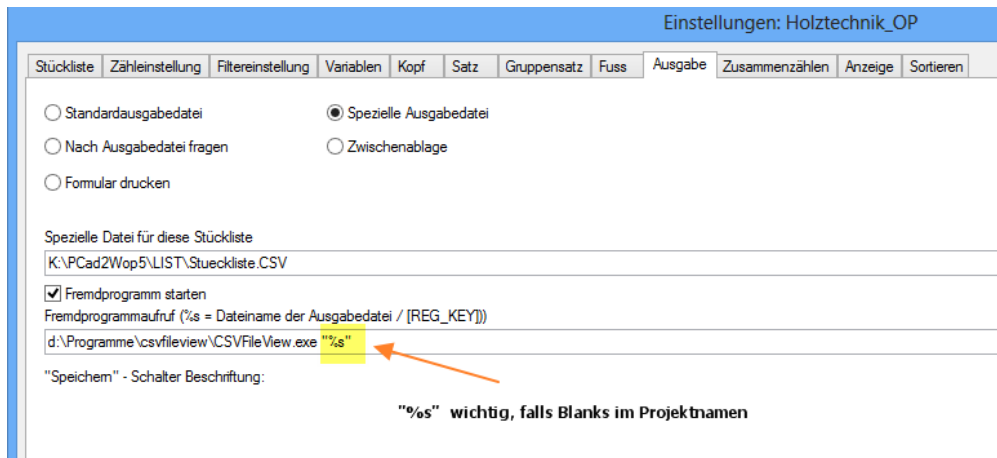 Einstellungen: Holztechnik_OP
Stückliste Zähleinstellung Filtereinstellung Variablen Kopf Satz Gruppensatz Fuss Ausgabe Zusammenzählen Anzeige Sortieren
Standardausgabedatei Spezielle Ausgabedatei
Nach Ausgabedatei fragen Zwischenablage
Formular drucken
Spezielle Datei für diese Stückliste
K:\PCad2Wop5\LIST\Stueckliste.CSV
Fremdprogramm starten
Fremdprogrammaufruf (%s = Dateiname der Ausgabedatei / [REG_KEY]))
d:\Programme\csvfileview\CSVFileView.exe "%s"
"Speichern" - Schalter Beschriftung:
"%s" wichtig, falls Blanks im Projektnamen